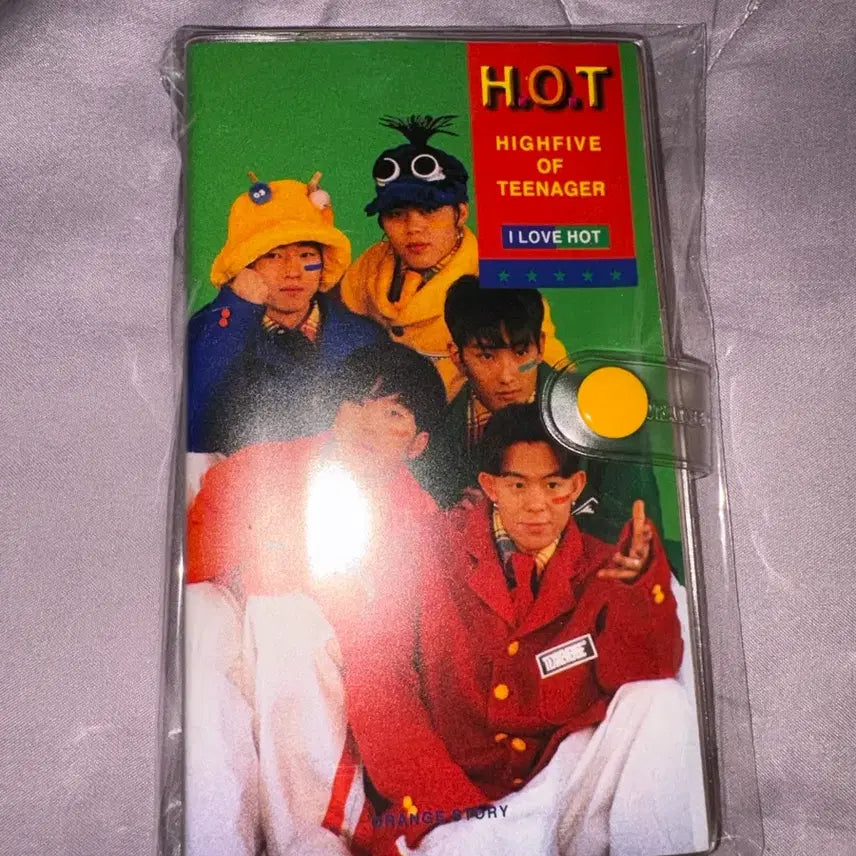 H.O.T
HIGHFIVE
OF
TEENAGER
I LOVE HOT
ORANGE STORY